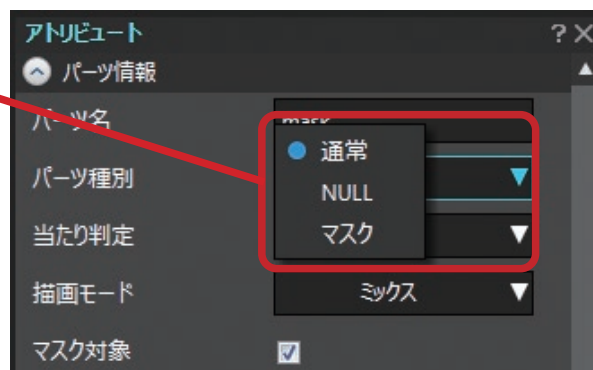 アトリビュート ?
パーツ情報
パーツ名 mask
通常
パーツ種別
NULL
当たり判定 マスク
描画モード ミックス
マスク対象